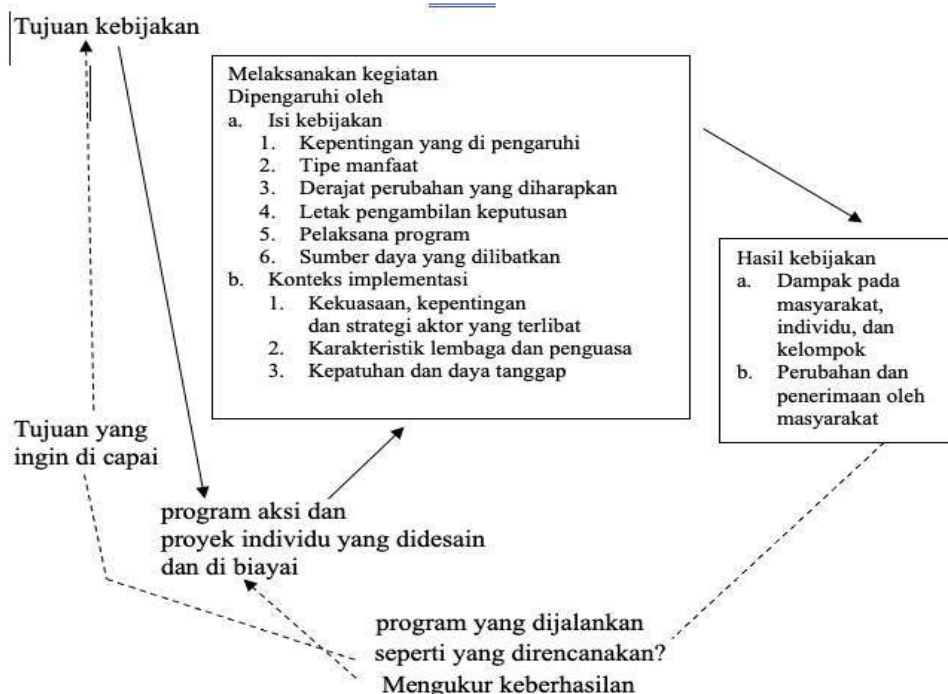 Tujuan kebijakan
Melaksanakan kegiatan
Dipengaruhi oleh
a. Isi kebijakan
1. Kepentingan yang di pengaruhi
2. Tipe manfaat
3. Derajat perubahan yang diharapkan
4. Letak pengambilan keputusan
5. Pelaksana program
6. Sumber daya yang dilibatkan
b. Konteks implementasi
1. Kekuasaan, kepentingan
dan strategi aktor yang terlibat
2. Karakteristik lembaga dan penguasa
3. Kepatuhan dan daya tanggap
Hasil kebijakan
a. Dampak pada
masyarakat,
individu, dan
kelompok
b. Perubahan dan
penerimaan oleh
masyarakat
Tujuan yang
ingin di capai
program aksi dan
proyek individu yang didesain
dan di biayai
program yang dijalankan
seperti yang direncanakan?
Mengukur keberhasilan